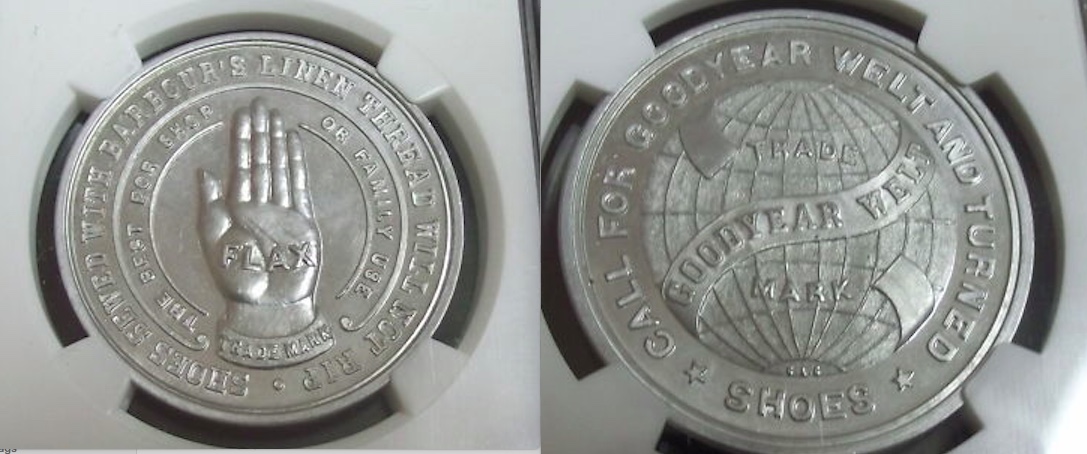 SHOES SEWED WITH BARBOUR'S LINEN THREAD WILL NOT RIP
THE BEST FOR SHOP OR FAMILY USE
FLAX
TRADE MARK
CALL FOR GOODYEAR WELT AND TURNED
SHOES
TRADE
GOODYEAR WELT
MARK